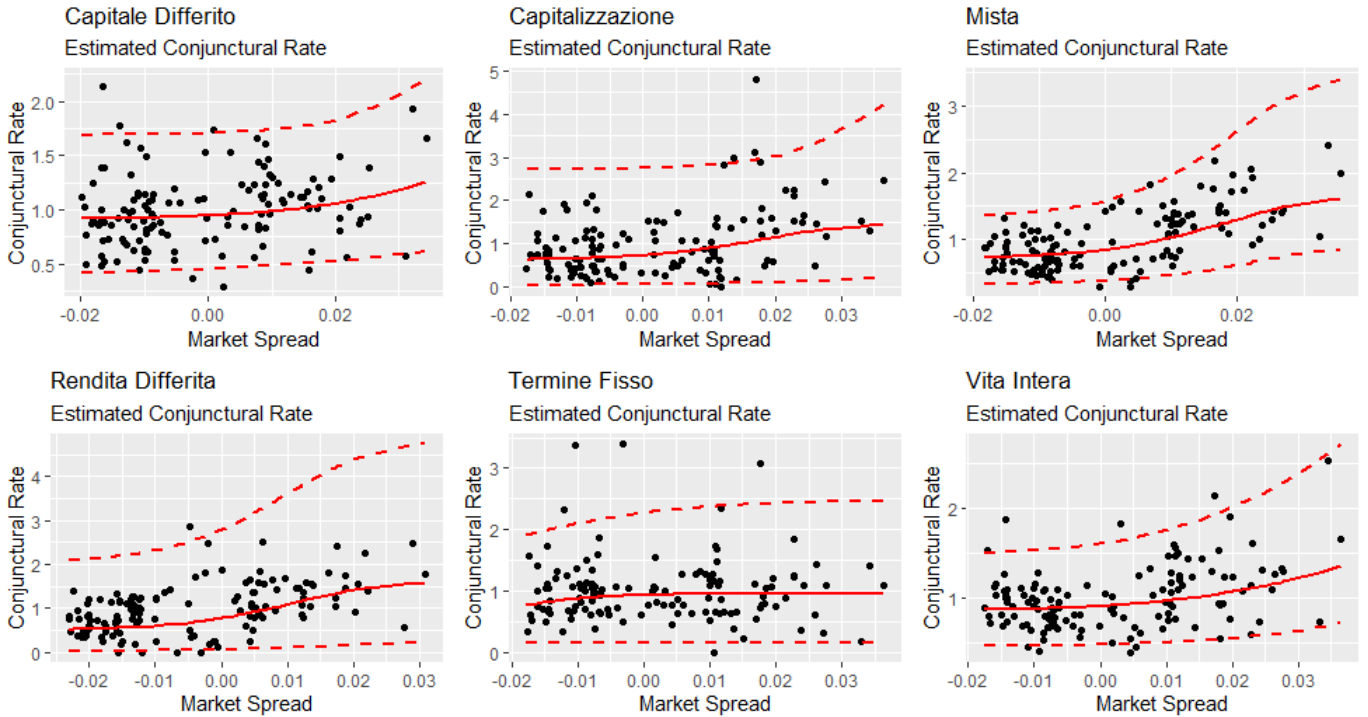 Capitale Differito
Estimated Conjunctural Rate
Conjunctural Rate
2.0
1.5
1.0
0.5
-0.02
0.00
0.02
Market Spread
Capitalizzazione
Estimated Conjunctural Rate
Conjunctural Rate
5
4
3
2
1
0
-0.02
-0.01
0.00
0.01
0.02
0.03
Market Spread
Mista
Estimated Conjunctural Rate
Conjunctural Rate
3
2
1
-0.02
0.00
0.02
Market Spread
Rendita Differita
Estimated Conjunctural Rate
Conjunctural Rate
4
3
2
1
0
-0.02
-0.01
0.00
0.01
0.02
0.03
Market Spread
Termine Fisso
Estimated Conjunctural Rate
Conjunctural Rate
3
2
1
0
-0.02
-0.01
0.00
0.01
0.02
0.03
Market Spread
Vita Intera
Estimated Conjunctural Rate
Conjunctural Rate
2
1
-0.02
-0.01
0.00
0.01
0.02
0.03
Market Spread